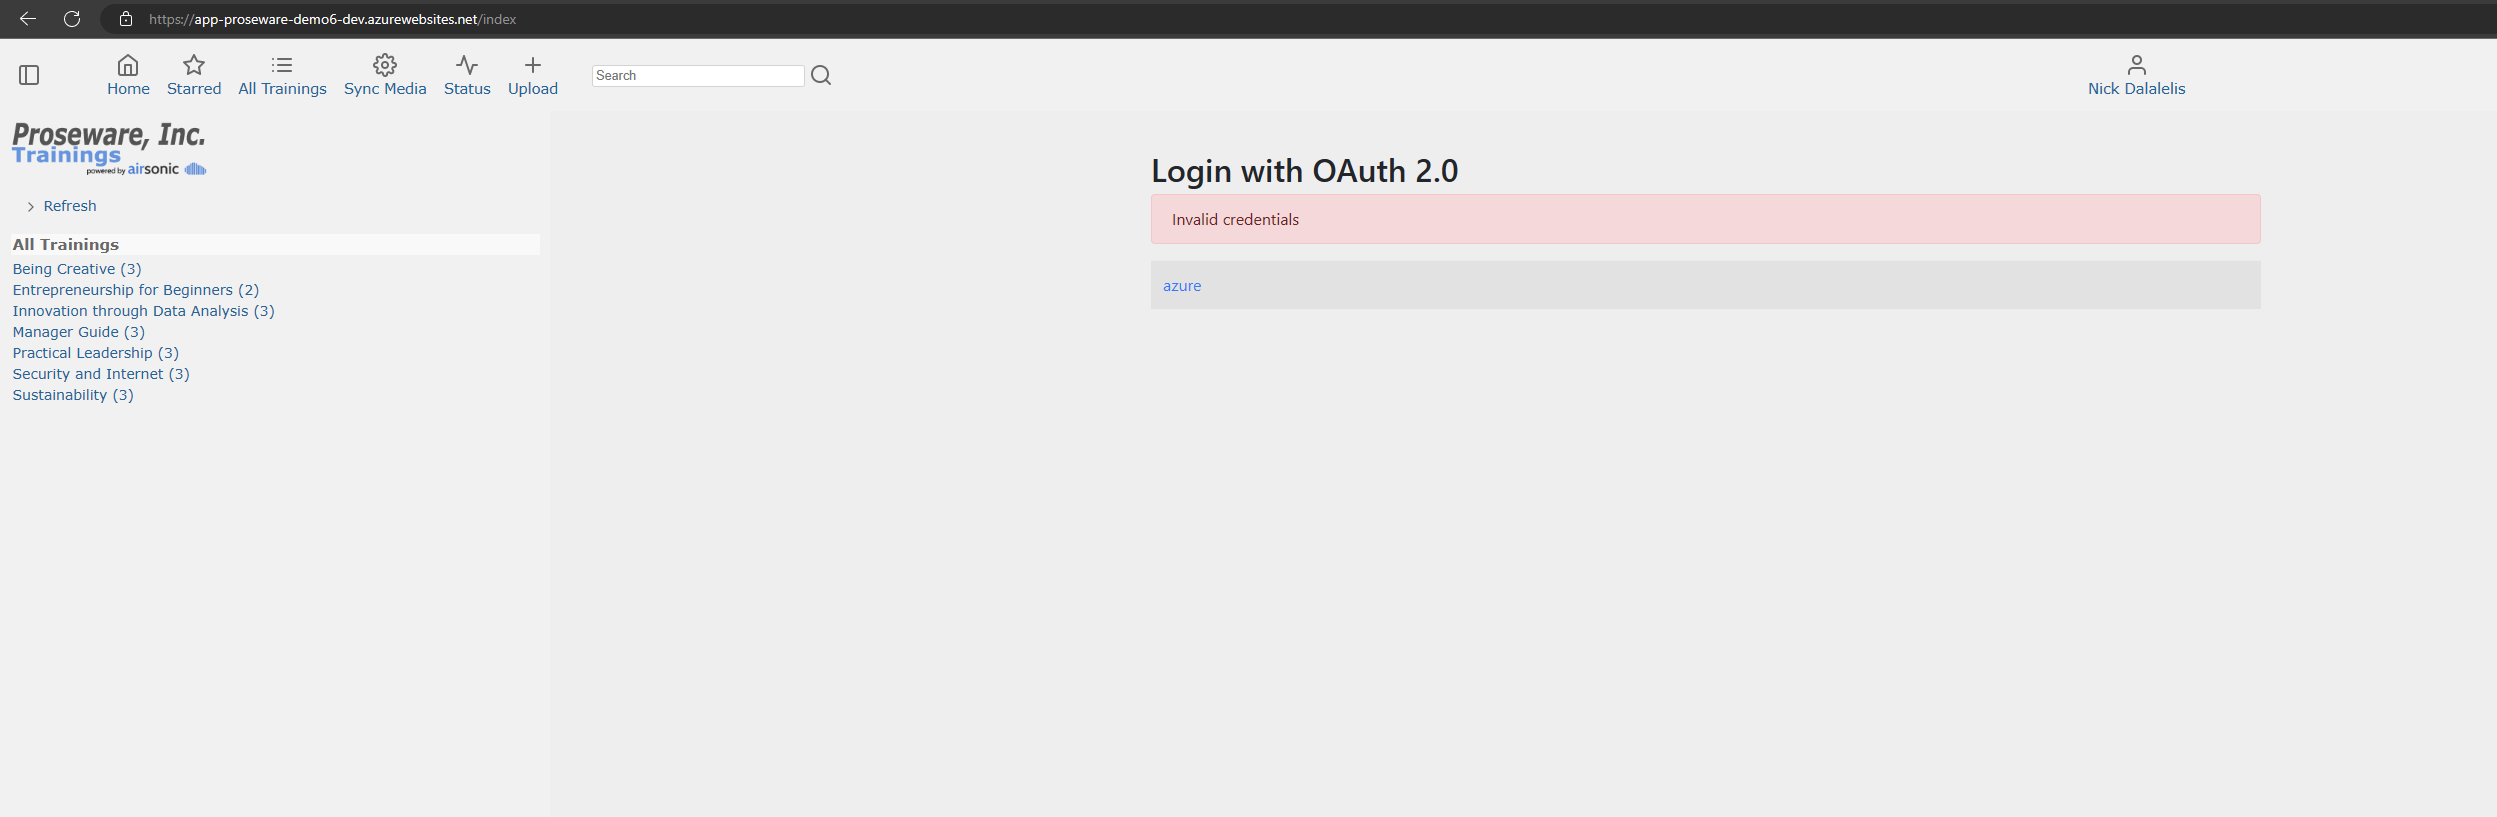 https://app-proseware-demo6-dev.azurewebsites.net/index
Home Starred All Trainings Sync Media Status Upload Search Nick Dalalelis
Proseware, Inc.
Trainings
powered by airsonic
Refresh
All Trainings
Being Creative (3)
Entrepreneurship for Beginners (2)
Innovation through Data Analysis (3)
Manager Guide (3)
Practical Leadership (3)
Security and Internet (3)
Sustainability (3)
Login with OAuth 2.0
Invalid credentials
azure